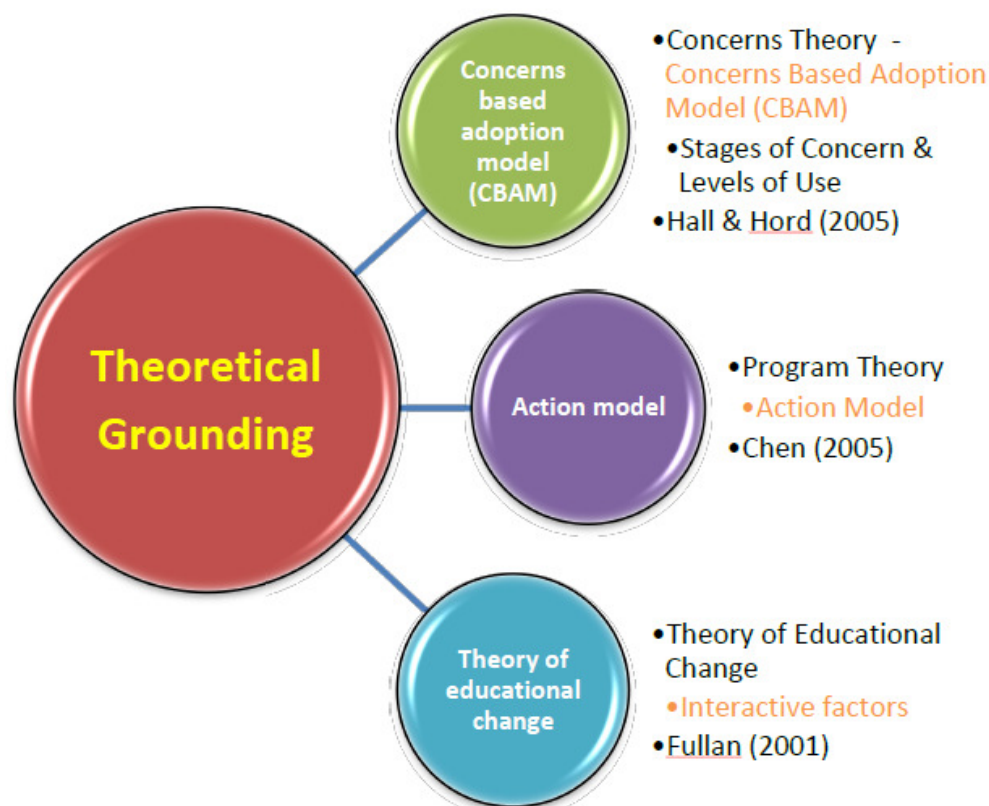 Concerns
based
adoption
model
(CBAM)
•Concerns Theory -
Concerns Based Adoption
Model (CBAM)
•Stages of Concern &
Levels of Use
•Hall & Hord (2005)
Theoretical
Grounding
Action model
•Program Theory
•Action Model
•Chen (2005)
Theory of
educational
change
•Theory of Educational
Change
•Interactive factors
•Fullan (2001)